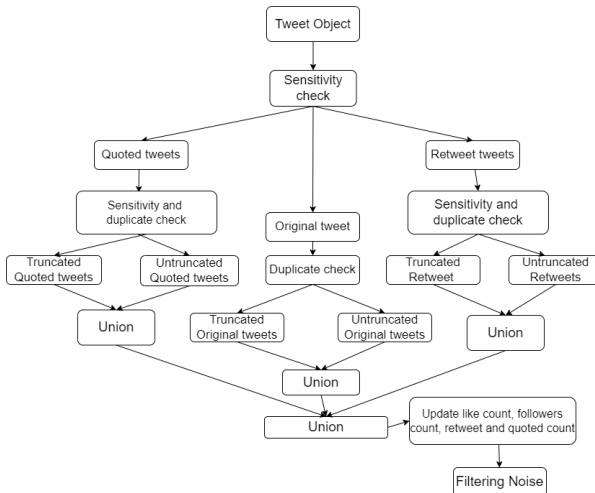 Tweet Object
Sensitivity
check
Quoted tweets
Retweet tweets
Sensitivity and
duplicate check
Original tweet
Sensitivity and
duplicate check
Truncated
Quoted tweets
Untruncated
Quoted tweets
Duplicate check
Truncated
Retweet
Untruncated
Retweets
Union
Truncated
Original tweets
Untruncated
Original tweets
Union
Union
Union
Update like count, followers
count, retweet and quoted count
Filtering Noise